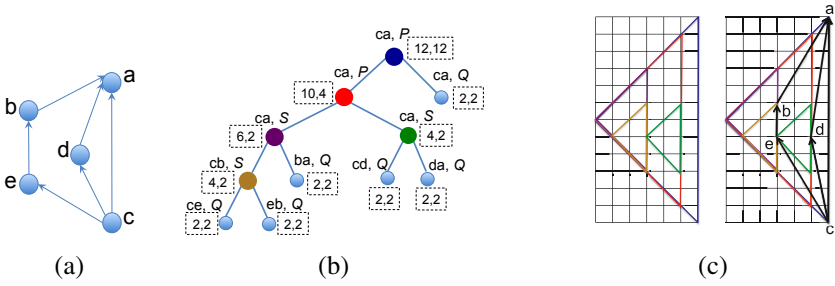 a
b
d
e
c
(a)
ca, P
12,12
ca, P
10,4
ca, Q
2,2
ca, S
6,2
ca, S
4,2
cb, S
4,2
ba, Q
2,2
cd, Q
2,2
da, Q
2,2
ce, Q
2,2
eb, Q
2,2
(b)
a
b
d
e
c
(c)